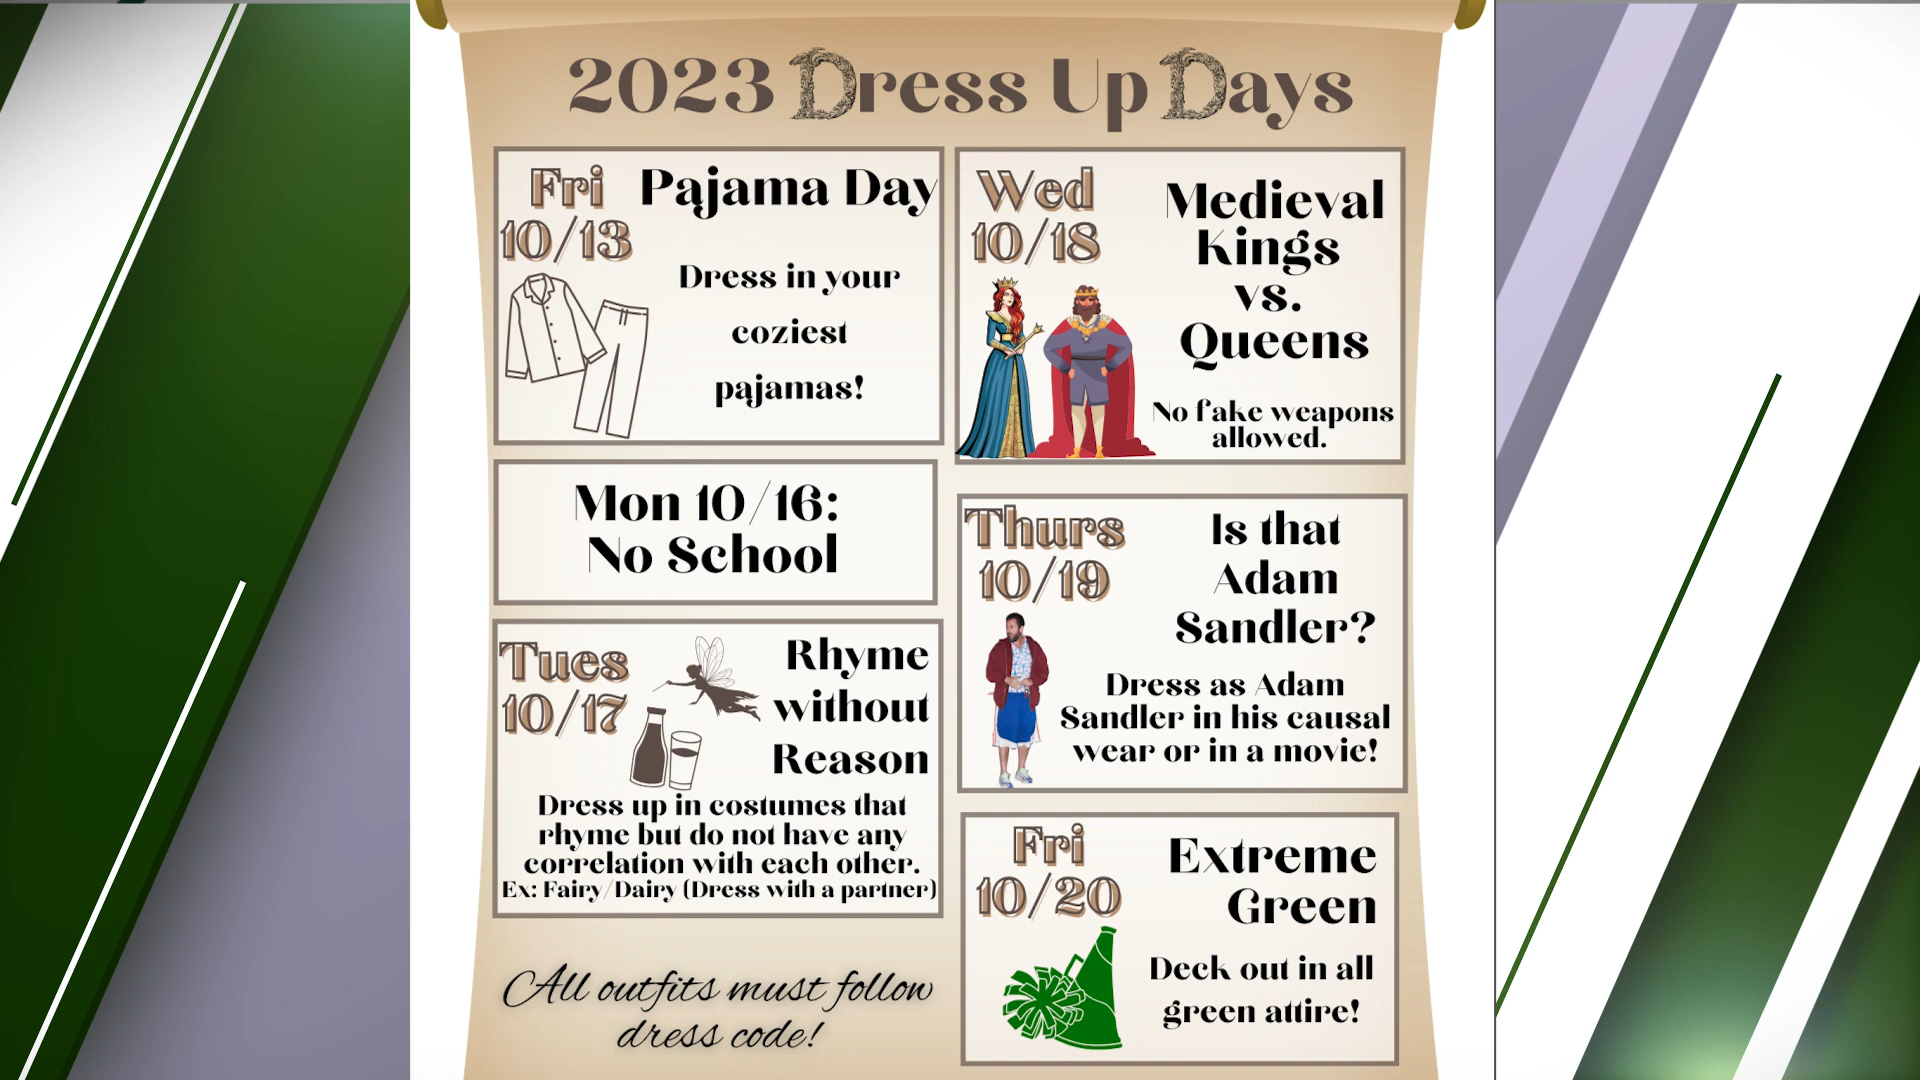 2023 Dress Up Days
Fri
10/13
Pajama Day
Dress in your
coziest
pajamas!
Mon 10/16:
No School
Tues
10/17
Rhyme
without
Reason
Dress up in costumes that
rhyme but do not have any
correlation with each other.
Ex: Fairy/Dairy (Dress with a partner)
All outfits must follow
dress code!
Wed
10/18
Medieval
Kings
vs.
Queens
No fake weapons
allowed.
Thurs
10/19
Is that
Adam
Sandler?
Dress as Adam
Sandler in his causal
wear or in a movie!
Fri
10/20
Extreme
Green
Deck out in all
green attire!